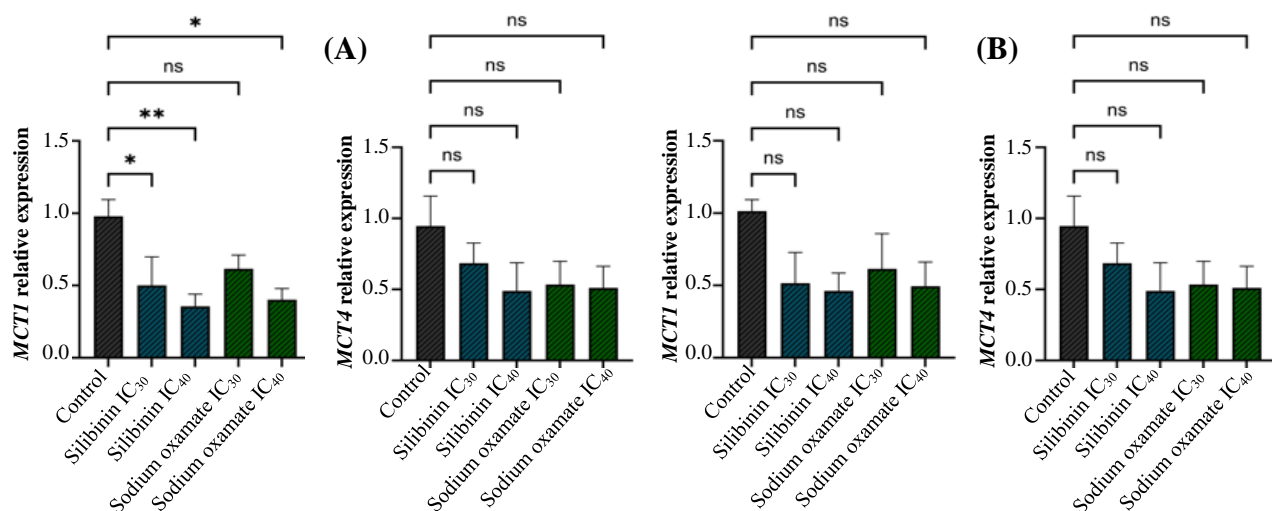 (A)
*
ns
**
*
MCT1 relative expression
1.5
1.0
0.5
0.0
Control
Silibinin IC₃₀
Silibinin IC₄₀
Sodium oxamate IC₃₀
Sodium oxamate IC₄₀
ns
ns
ns
ns
MCT4 relative expression
1.5
1.0
0.5
0.0
Control
Silibinin IC₃₀
Silibinin IC₄₀
Sodium oxamate IC₃₀
Sodium oxamate IC₄₀
(B)
ns
ns
ns
ns
MCT1 relative expression
1.5
1.0
0.5
0.0
Control
Silibinin IC₃₀
Silibinin IC₄₀
Sodium oxamate IC₃₀
Sodium oxamate IC₄₀
ns
ns
ns
ns
MCT4 relative expression
1.5
1.0
0.5
0.0
Control
Silibinin IC₃₀
Silibinin IC₄₀
Sodium oxamate IC₃₀
Sodium oxamate IC₄₀